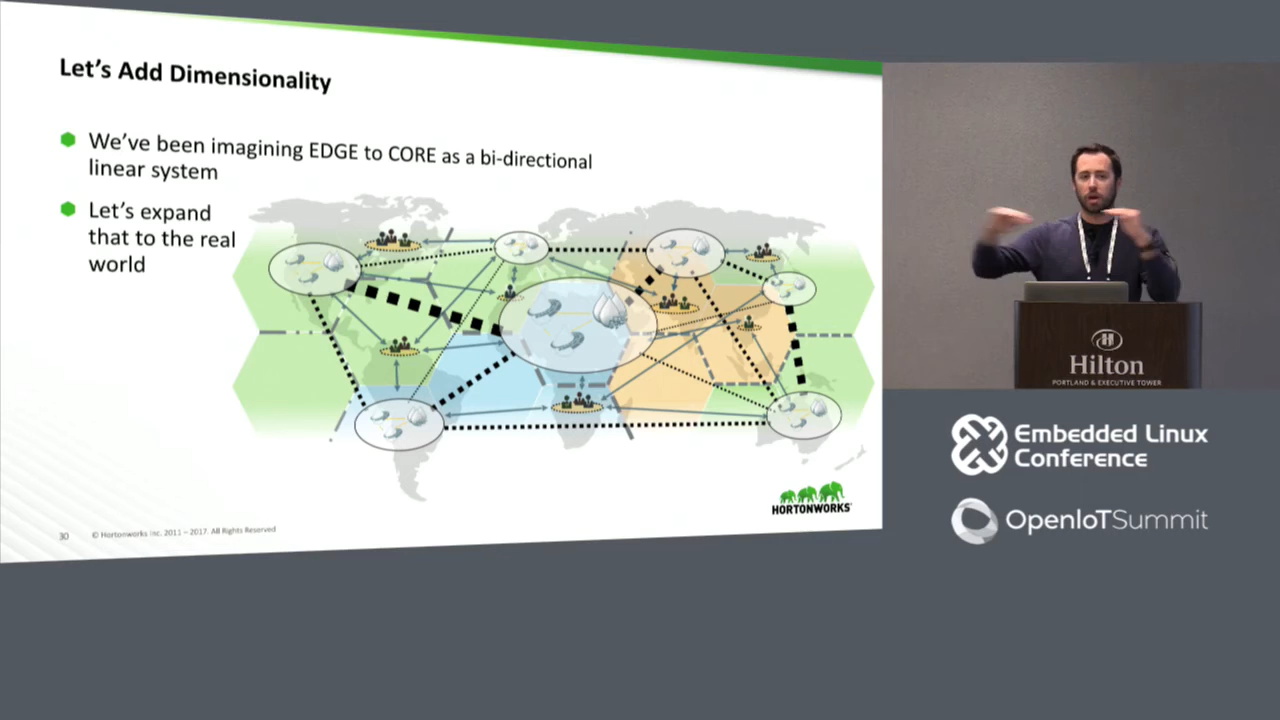 Let's Add Dimensionality
We've been imagining EDGE to CORE as a bi-directional
linear system
Let's expand
that to the real
world
HORTONWORKS
30 © Hortonworks Inc. 2011 – 2017. All Rights Reserved
Hilton
PORTLAND & EXECUTIVE TOWER
Embedded Linux
Conference
OpenIoTSummit